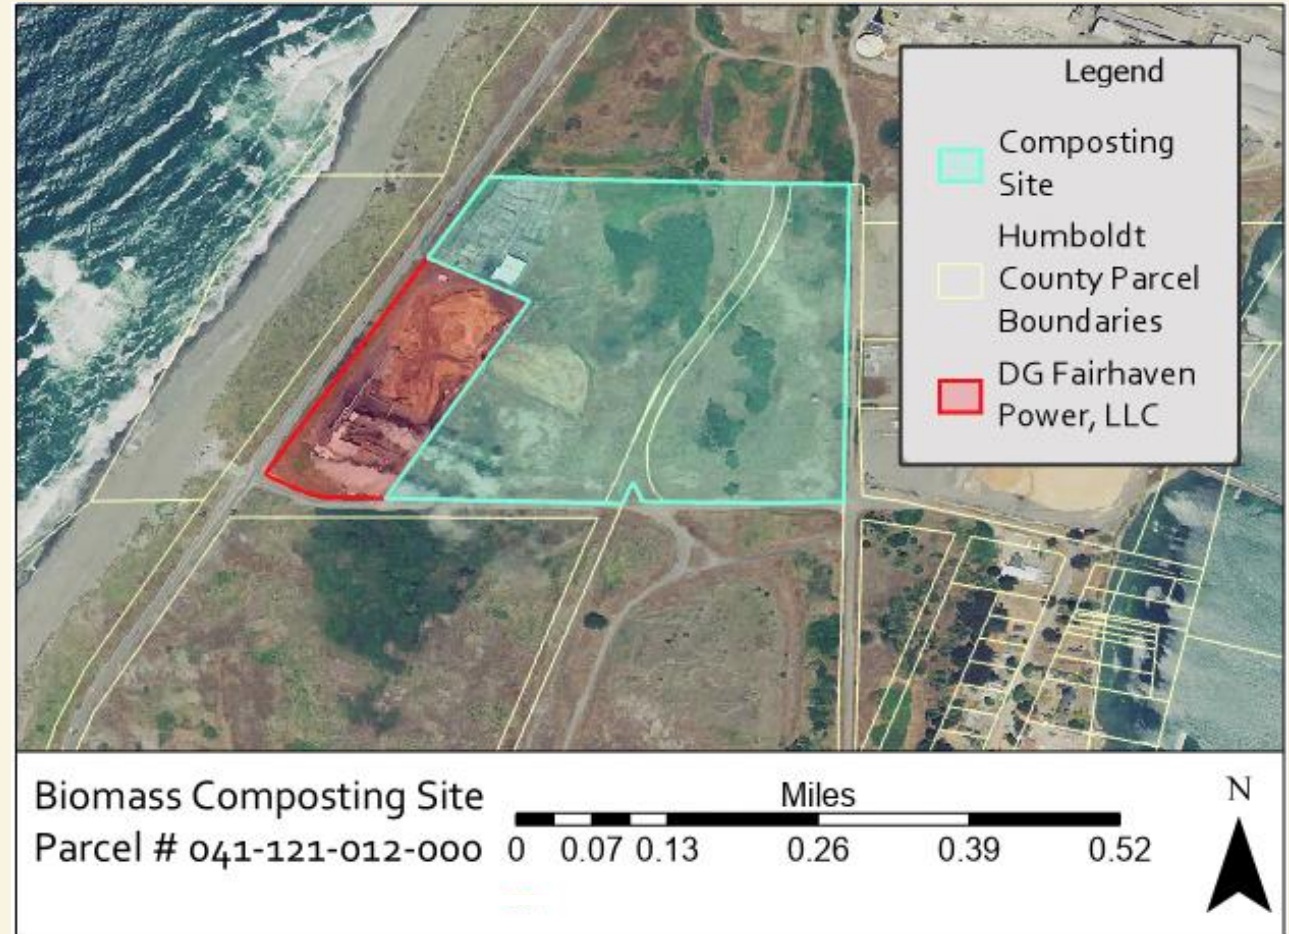 Legend
Composting
Site
Humboldt
County Parcel
Boundaries
DG Fairhaven
Power, LLC
Biomass Composting Site
Parcel # 041-121-012-000
Miles
0 0.07 0.13 0.26 0.39 0.52
N